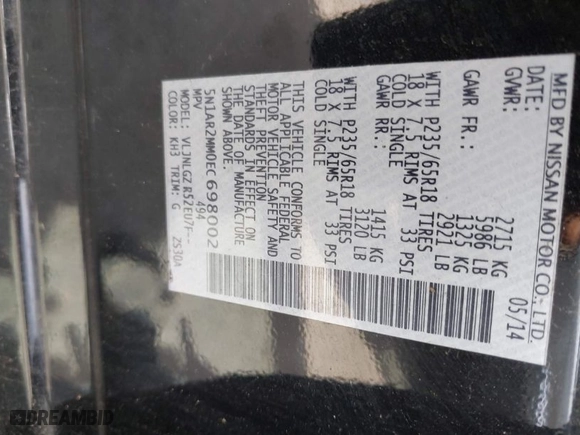 MFD BY NISSAN MOTOR CO., LTD.
DATE: 05/14
GVWR: 2715 KG
5986 LB
GAWR FR: 1325 KG
2921 LB
WITH P235/65R18 TIRES
18 X 7.5 RIMS AT 33 PSI
COLD SINGLE
GAWR RR: 1415 KG
3120 LB
WITH P235/65R18 TIRES
18 X 7.5 RIMS AT 33 PSI
COLD SINGLE
THIS VEHICLE CONFORMS TO
ALL APPLICABLE FEDERAL
MOTOR VEHICLE SAFETY AND
THEFT PREVENTION
STANDARDS IN EFFECT ON
THE DATE OF MANUFACTURE
SHOWN ABOVE.
5N1AR2MM0EC698002
MPV 494
MODEL: VLJNLGZ R52EU7F--
COLOR: KH3 TRIM: G 2S30A
DREAMBID